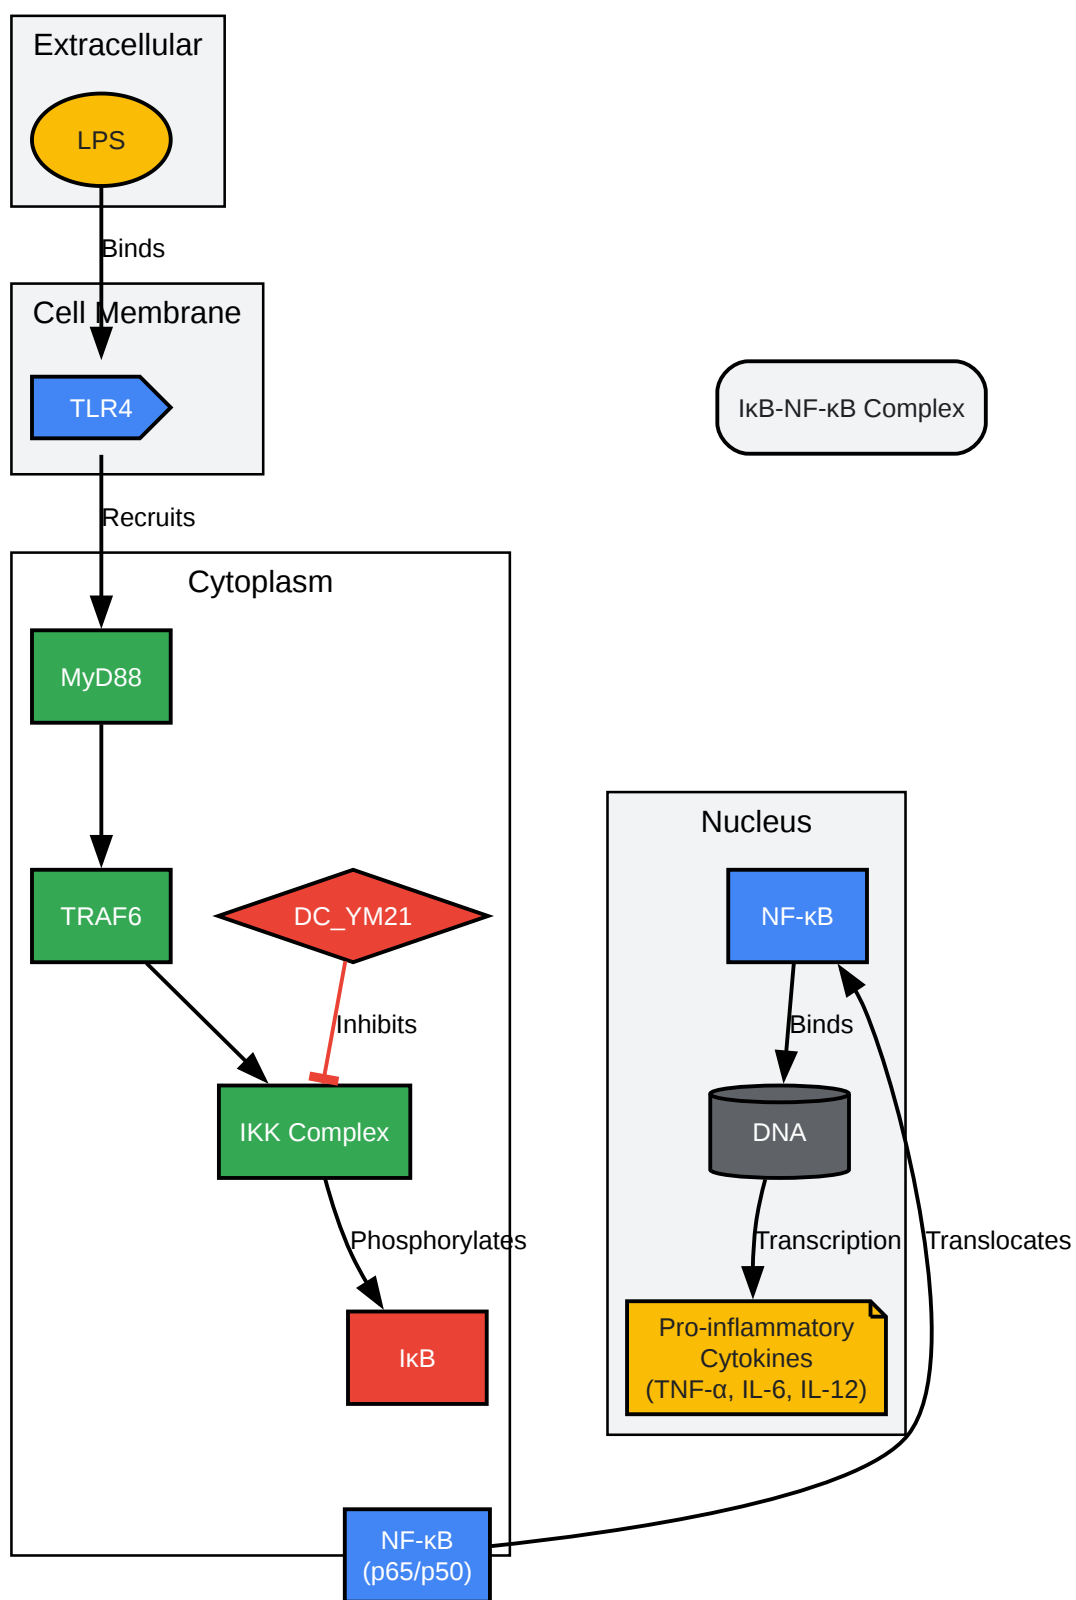 Extracellular
LPS
Binds
Cell Membrane
TLR4
IκB-NF-κB Complex
Recruits
Cytoplasm
MyD88
Nucleus
TRAF6
DC_YM21
NF-κB
Inhibits
Binds
IKK Complex
DNA
Phosphorylates
Transcription
Translocates
Pro-inflammatory
Cytokines
(TNF-α, IL-6, IL-12)
IκB
NF-κB
(p65/p50)